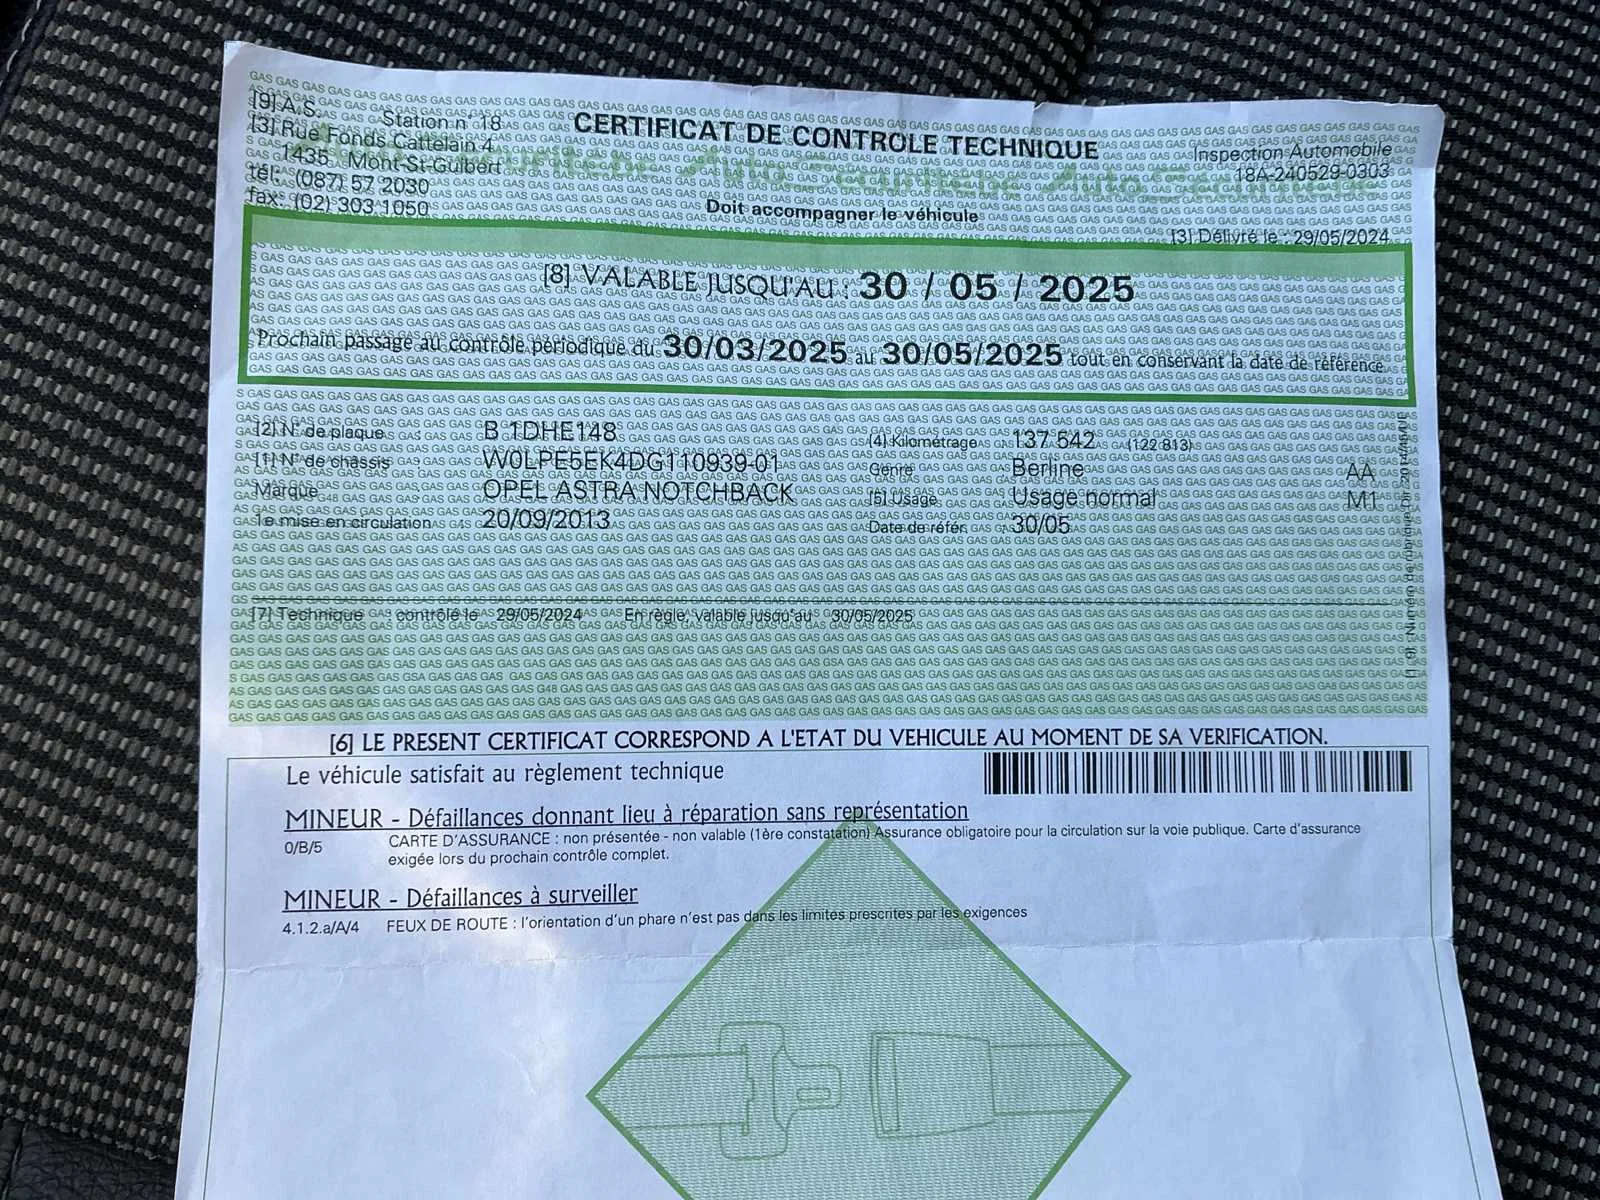 [9] A.S. Station n° 18
[3] Rue Fonds Cattelain 4
1435 Mont-St-Guibert
tél: (087) 57 2030
fax: (02) 303 1050
CERTIFICAT DE CONTROLE TECHNIQUE
Doit accompagner le véhicule
Inspection Automobile
18A-240529-0303
[3] Délivré le : 29/05/2024
[8] VALABLE JUSQU'AU : 30 / 05 / 2025
Prochain passage au contrôle périodique du 30/03/2025 au 30/05/2025 tout en conservant la date de référence
[2] N° de plaque : B 1DHE148
[1] N° de châssis : W0LPE5EK4DG110939-01
Marque : OPEL ASTRA NOTCHBACK
1e mise en circulation : 20/09/2013
[4] Kilométrage : 137.542 (122 813)
Genre : Berline AA
[5] Usage : Usage normal M1
Date de référ. : 30/05
[7] Technique contrôlé le 29/05/2024 En règle, valable jusqu'au 30/05/2025
[6] LE PRESENT CERTIFICAT CORRESPOND A L'ETAT DU VEHICULE AU MOMENT DE SA VERIFICATION.
Le véhicule satisfait au règlement technique
MINEUR - Défaillances donnant lieu à réparation sans représentation
0/B/5 CARTE D'ASSURANCE : non présentée - non valable (1ère constatation) Assurance obligatoire pour la circulation sur la voie publique. Carte d'assurance
exigée lors du prochain contrôle complet.
MINEUR - Défaillances à surveiller
4.1.2.a/A/4 FEUX DE ROUTE : l'orientation d'un phare n'est pas dans les limites prescrites par les exigences